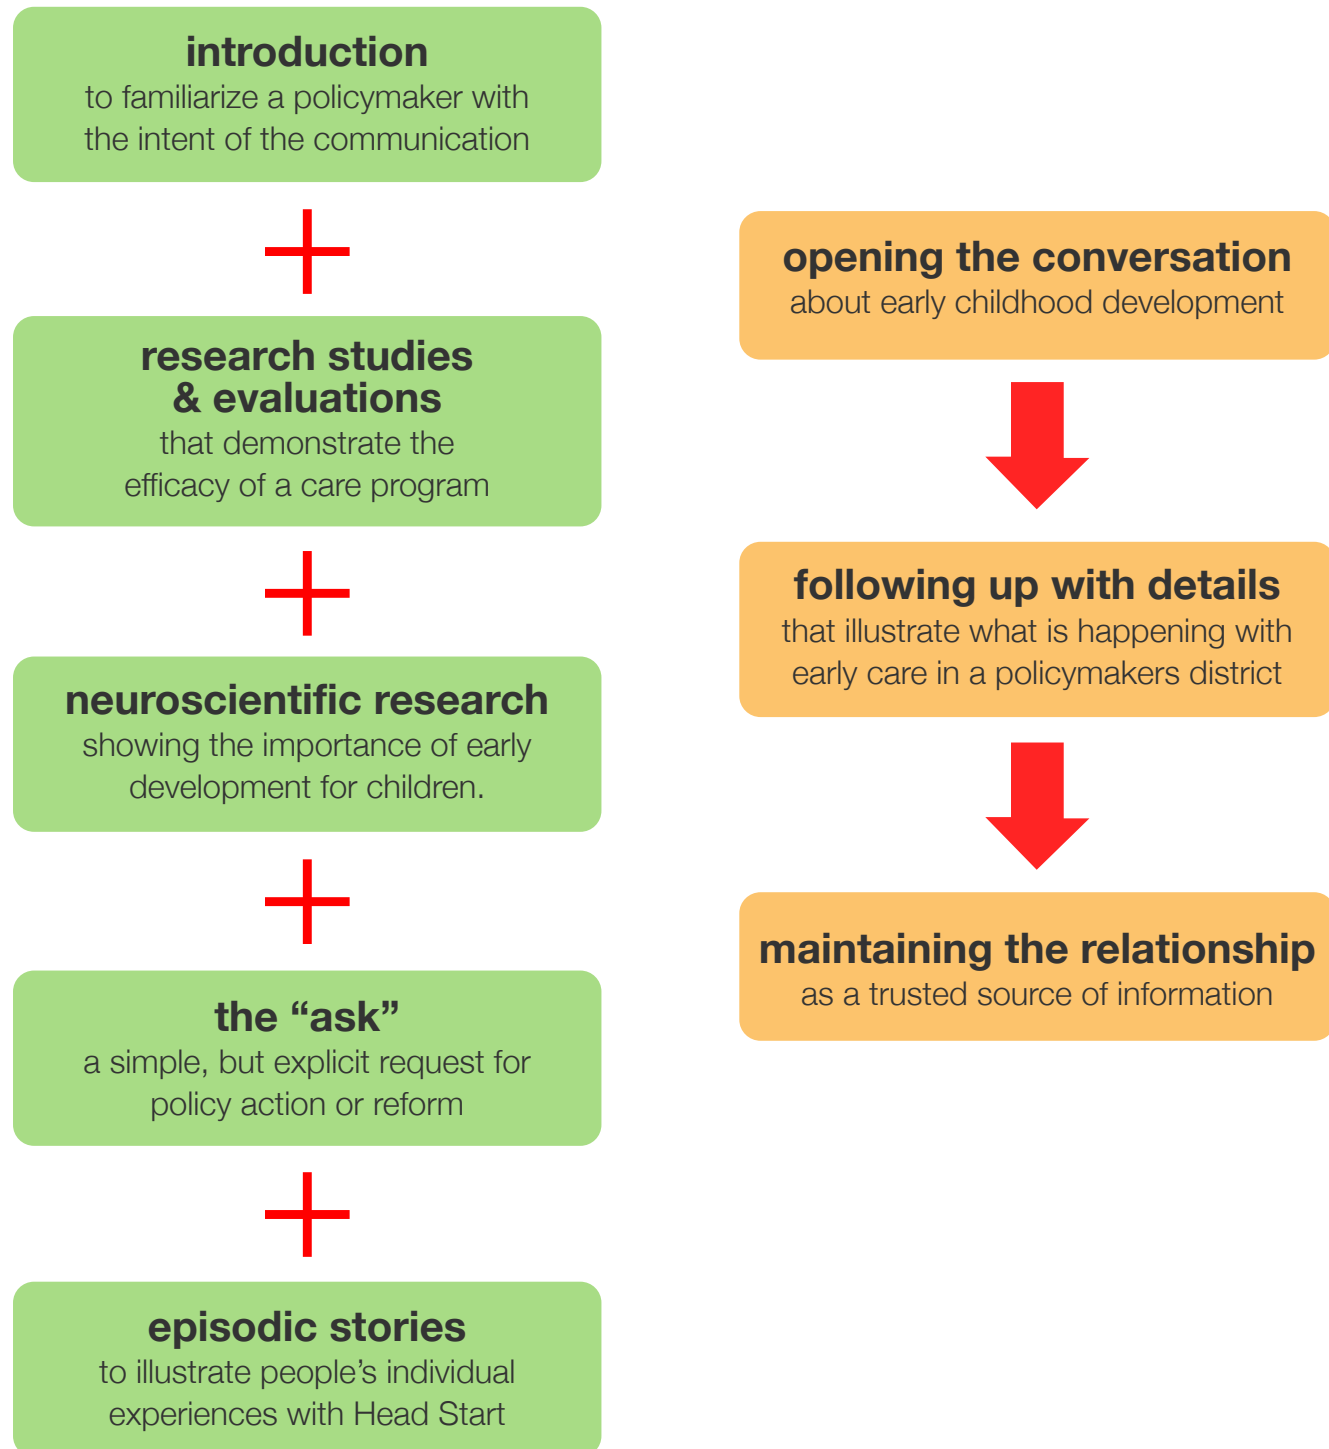 introduction
to familiarize a policymaker with
the intent of the communication
research studies
& evaluations
that demonstrate the
efficacy of a care program
neuroscientific research
showing the importance of early
development for children.
the “ask”
a simple, but explicit request for
policy action or reform
episodic stories
to illustrate people’s individual
experiences with Head Start
opening the conversation
about early childhood development
following up with details
that illustrate what is happening with
early care in a policymakers district
maintaining the relationship
as a trusted source of information